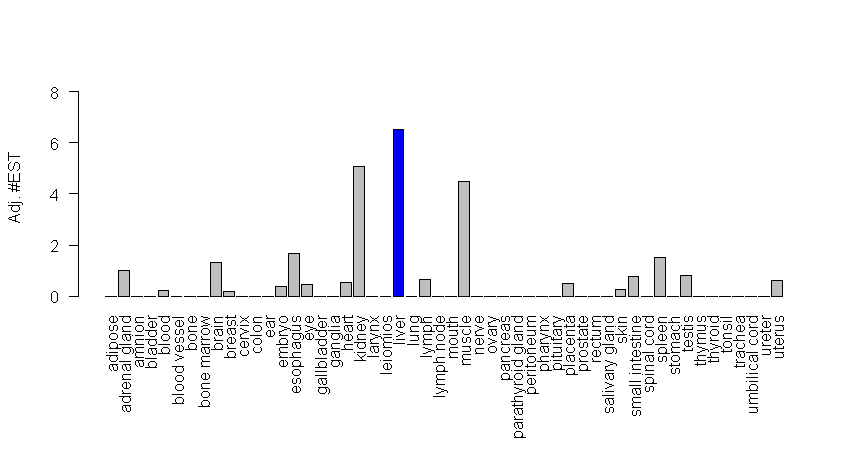 Adj. #EST
8
6
4
2
0
adipose
adrenal gland
amnion
bladder
blood
blood vessel
bone
bone marrow
brain
breast
cervix
colon
ear
embryo
esophagus
eye
gallbladder
ganglia
heart
kidney
larynx
leiomios
liver
lung
lymph
lymph node
mouth
muscle
nerve
ovary
pancreas
parathyroid gland
peritoneum
pharynx
pituitary
placenta
prostate
rectum
salivary gland
skin
small intestine
spinal cord
spleen
stomach
testis
thymus
thyroid
tonsil
trachea
umbilical cord
ureter
uterus